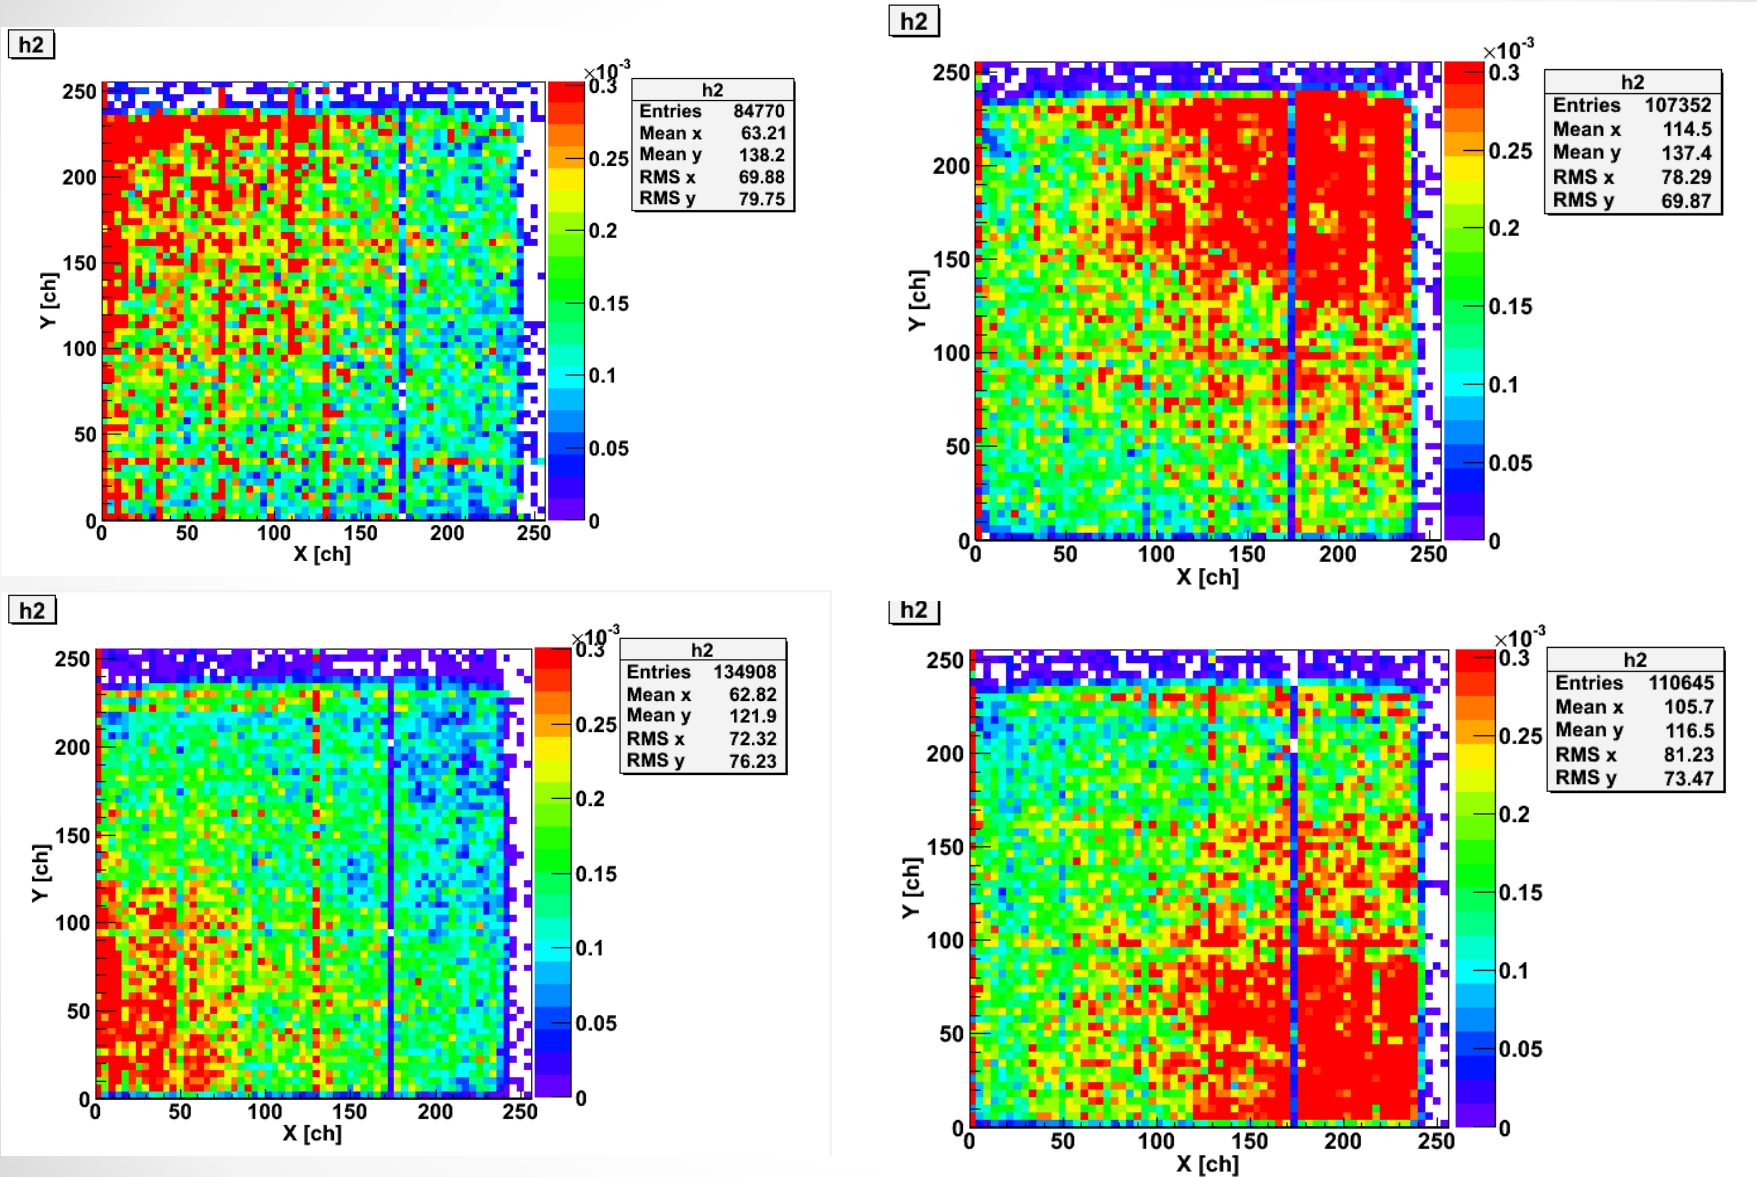 h2
×10⁻³
h2
Entries 84770
Mean x 63.21
Mean y 138.2
RMS x 69.88
RMS y 79.75
250
200
150
100
50
0
Y [ch]
0 50 100 150 200 250
X [ch]
0.3
0.25
0.2
0.15
0.1
0.05
0
h2
×10⁻³
h2
Entries 107352
Mean x 114.5
Mean y 137.4
RMS x 78.29
RMS y 69.87
250
200
150
100
50
0
Y [ch]
0 50 100 150 200 250
X [ch]
0.3
0.25
0.2
0.15
0.1
0.05
0
h2
×10⁻³
h2
Entries 134908
Mean x 62.82
Mean y 121.9
RMS x 72.32
RMS y 76.23
250
200
150
100
50
0
Y [ch]
0 50 100 150 200 250
X [ch]
0.3
0.25
0.2
0.15
0.1
0.05
0
h2
×10⁻³
h2
Entries 110645
Mean x 105.7
Mean y 116.5
RMS x 81.23
RMS y 73.47
250
200
150
100
50
0
Y [ch]
0 50 100 150 200 250
X [ch]
0.3
0.25
0.2
0.15
0.1
0.05
0